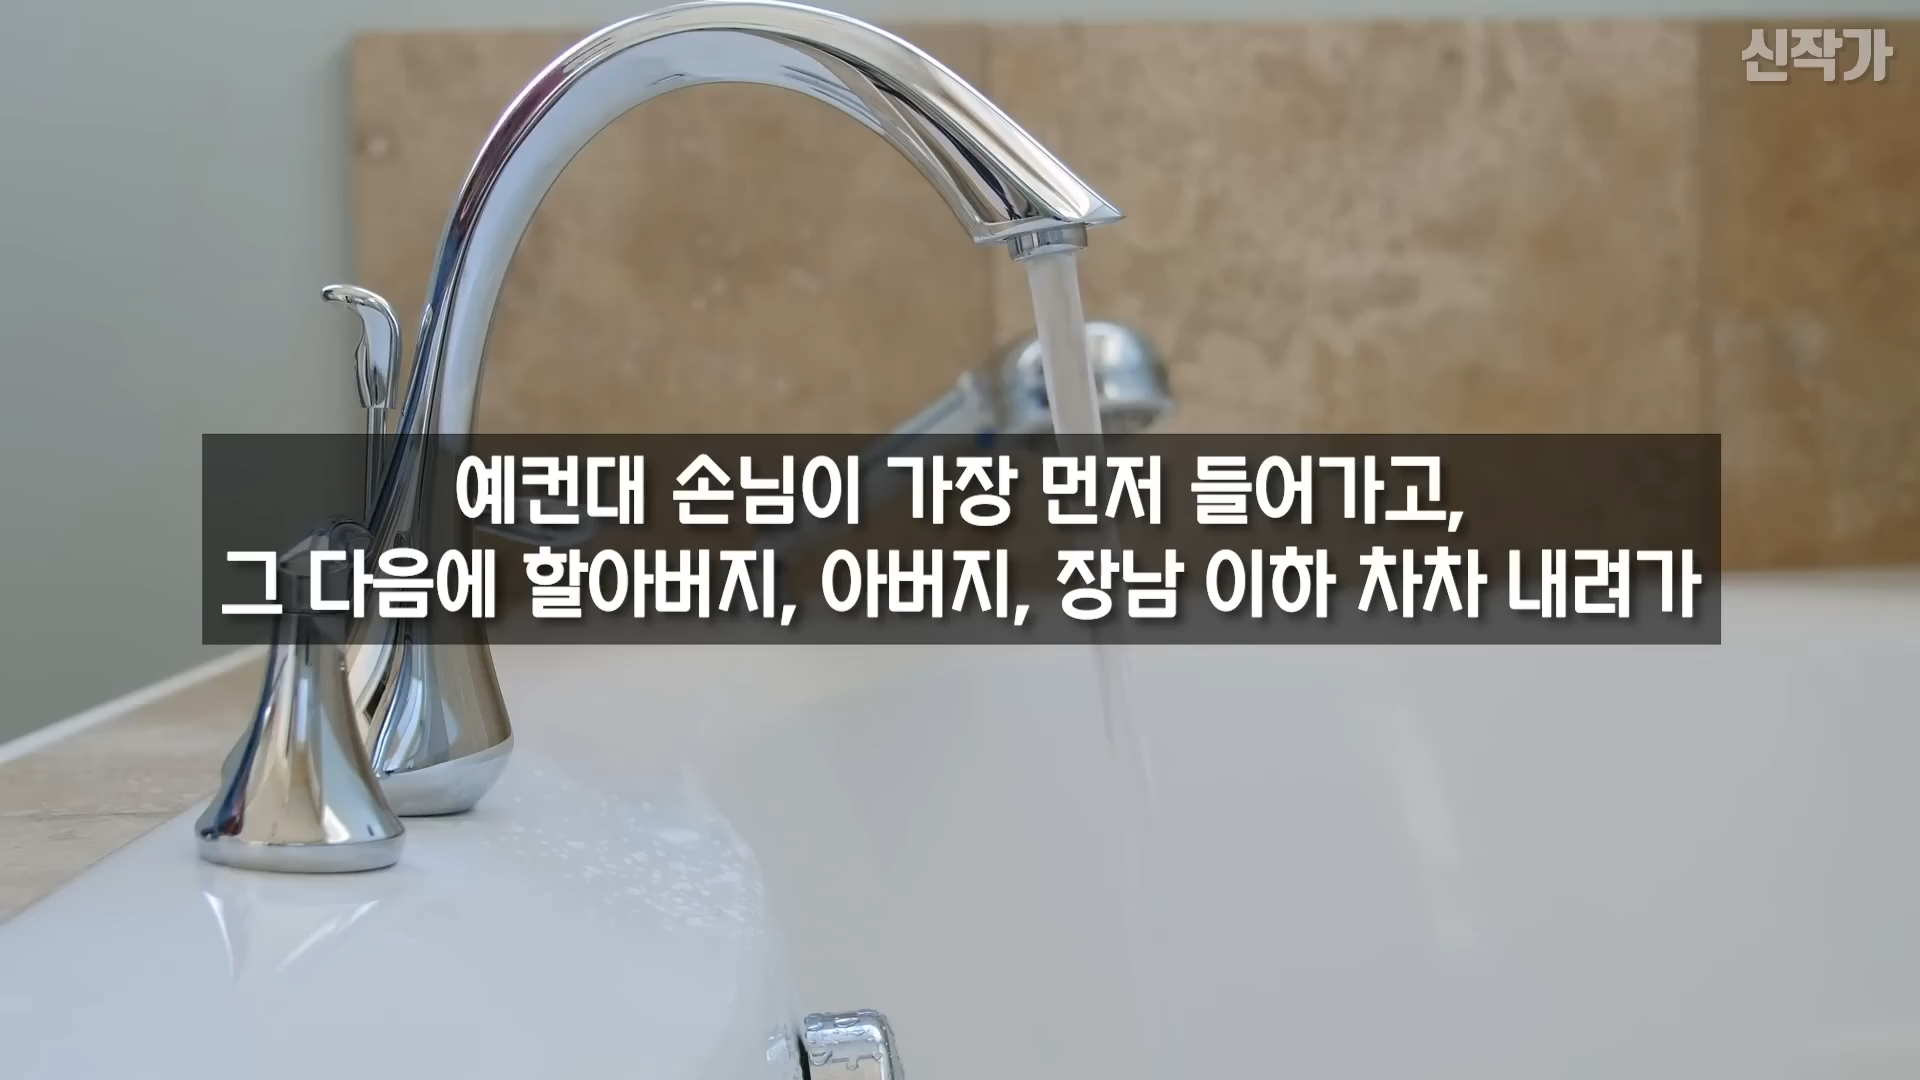 신작가
예컨대 손님이 가장 먼저 들어가고,
그 다음에 할아버지, 아버지, 장남 이하 차차 내려가